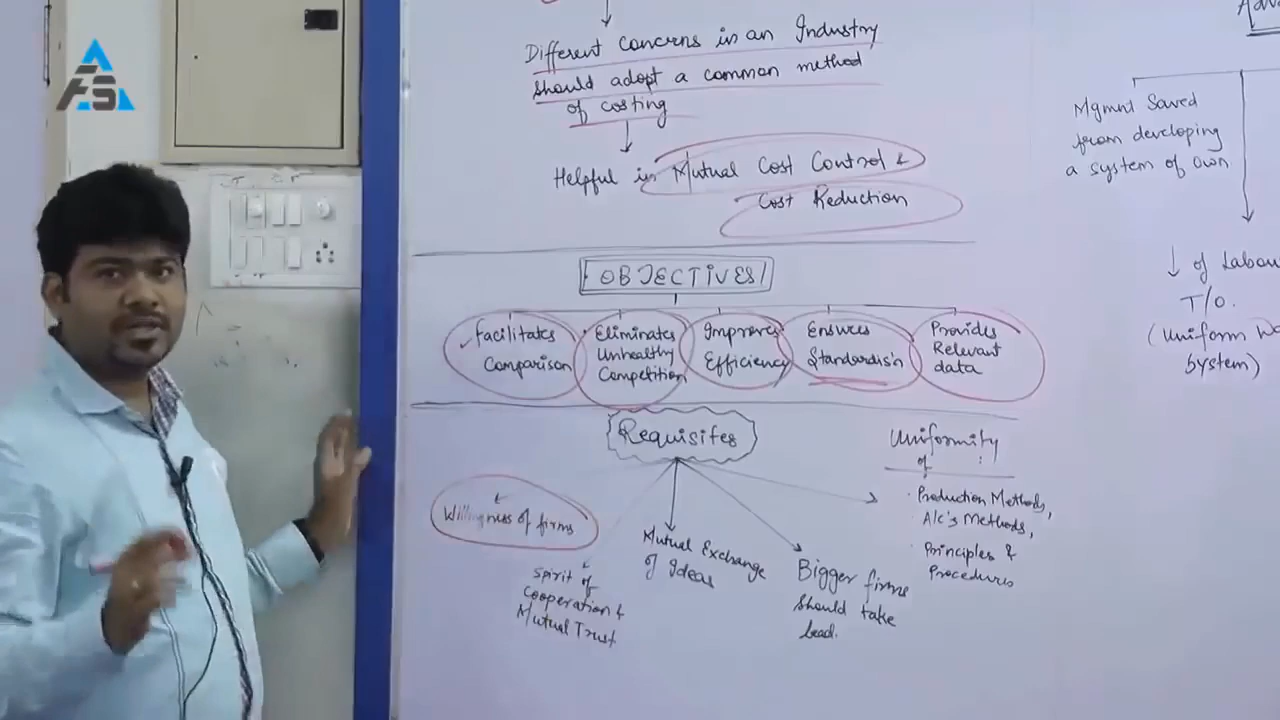 FS
Different Concerns in an Industry
should adopt a common method
of costing
Helpful in Mutual Cost Control &
Cost Reduction
OBJECTIVES
Facilitates
Comparison
Eliminates
Unhealthy
Competition
Improves
Efficiency
Ensures
Standardis'n
Provides
Relevant
data
Requisites
Willingness of firms
Spirit of
Cooperation &
Mutual Trust
Mutual Exchange
of Ideas
Bigger firms
should take
lead.
Uniformity
of :
· Production Methods,
· A/c's Methods,
· Principles &
Procedures
Mgmnt Saved
from developing
a system of own
↓ of Labou
T/O.
(Uniform Wa
System)